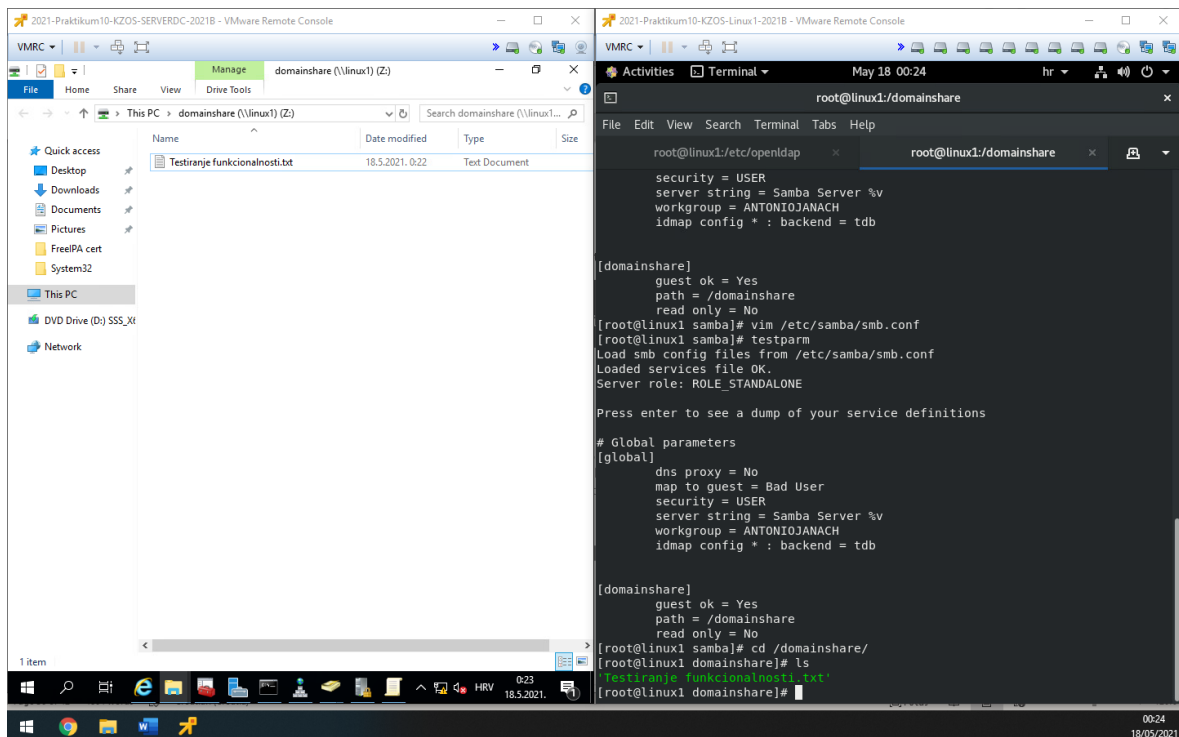 2021-Praktikum10-KZOS-SERVERDC-2021B - VMware Remote Console
VMRC
Manage
domainshare (\\linux1) (Z:)
File
Home
Share
View
Drive Tools
This PC
domainshare (\\linux1) (Z:)
Search domainshare (\\linux1...
Name
Date modified
Type
Size
Quick access
Desktop
Downloads
Documents
Pictures
FreeIPA cert
System32
This PC
DVD Drive (D:) SSS_X6
Network
Testiranje funkcionalnosti.txt
18.5.2021. 0:22
Text Document
1 item
HRV
0:23
18.5.2021.
2021-Praktikum10-KZOS-Linux1-2021B - VMware Remote Console
VMRC
Activities
Terminal
May 18 00:24
hr
root@linux1:/domainshare
File Edit View Search Terminal Tabs Help
root@linux1:/etc/openldap
root@linux1:/domainshare
security = USER
server string = Samba Server %v
workgroup = ANTONIOJANACH
idmap config * : backend = tdb
[domainshare]
guest ok = Yes
path = /domainshare
read only = No
[root@linux1 samba]# vim /etc/samba/smb.conf
[root@linux1 samba]# testparm
Load smb config files from /etc/samba/smb.conf
Loaded services file OK.
Server role: ROLE_STANDALONE
Press enter to see a dump of your service definitions
# Global parameters
[global]
dns proxy = No
map to guest = Bad User
security = USER
server string = Samba Server %v
workgroup = ANTONIOJANACH
idmap config * : backend = tdb
[domainshare]
guest ok = Yes
path = /domainshare
read only = No
[root@linux1 samba]# cd /domainshare/
[root@linux1 domainshare]# ls
'Testiranje funkcionalnosti.txt'
[root@linux1 domainshare]#
00:24
18/05/2021